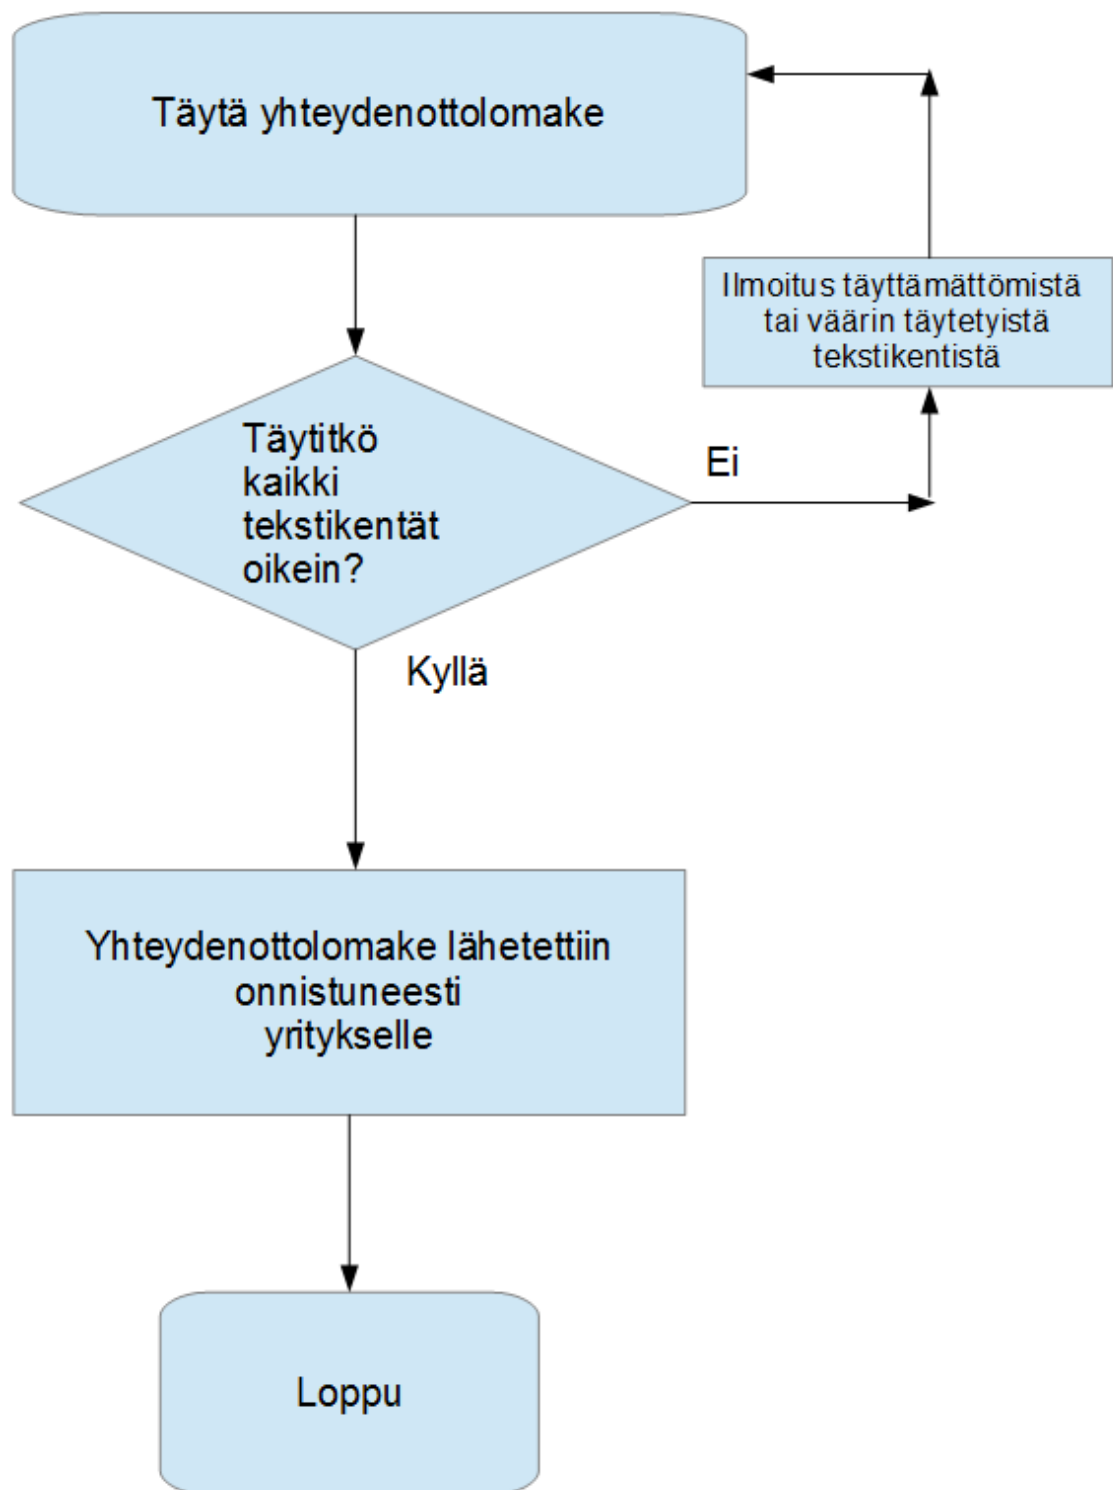 Täytä yhteydenottolomake
Ilmoitus täyttämättömistä
tai väärin täytetyistä
tekstikentistä
Täytitkö
kaikki
tekstikentät
oikein?
Ei
Kyllä
Yhteydenottolomake lähetettiin
onnistuneesti
yritykselle
Loppu